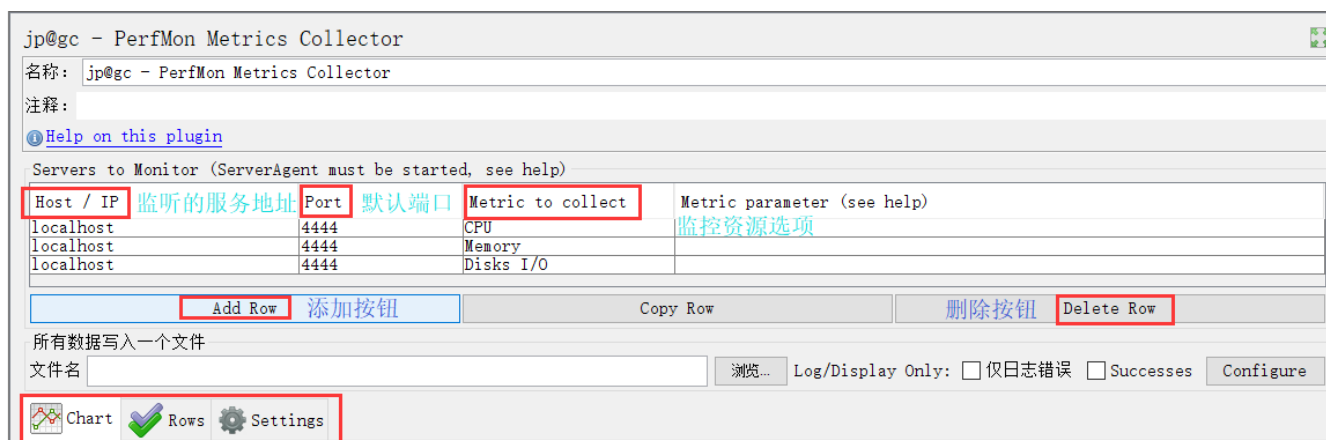 jp@gc - PerfMon Metrics Collector
名称： jp@gc - PerfMon Metrics Collector
注释：
Help on this plugin
Servers to Monitor (ServerAgent must be started, see help)
Host / IP 监听的服务地址 Port 默认端口 Metric to collect Metric parameter (see help)
localhost 4444 CPU 监控资源选项
localhost 4444 Memory
localhost 4444 Disks I/O
Add Row 添加按钮 Copy Row 删除按钮 Delete Row
所有数据写入一个文件
文件名 浏览... Log/Display Only: 仅日志错误 Successes Configure
Chart Rows Settings